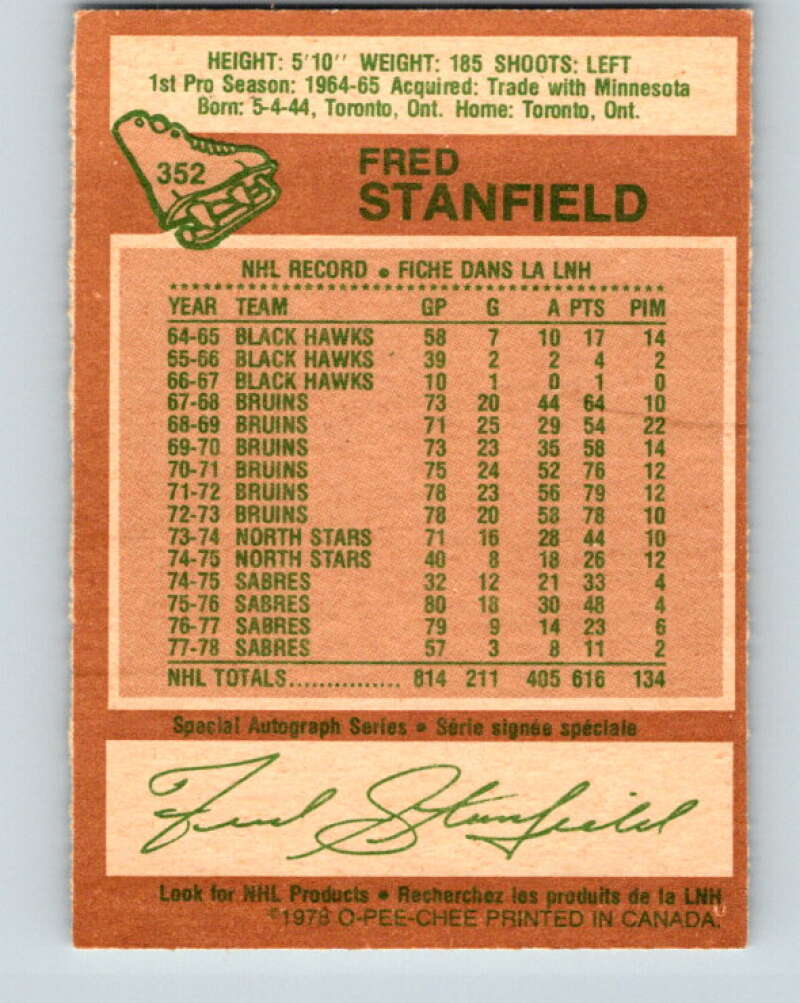 HEIGHT: 5'10'' WEIGHT: 185 SHOOTS: LEFT
1st Pro Season: 1964-65 Acquired: Trade with Minnesota
Born: 5-4-44, Toronto, Ont. Home: Toronto, Ont.
352
FRED
STANFIELD
NHL RECORD • FICHE DANS LA LNH
YEAR TEAM GP G A PTS PIM
64-65 BLACK HAWKS 58 7 10 17 14
65-66 BLACK HAWKS 39 2 2 4 2
66-67 BLACK HAWKS 10 1 0 1 0
67-68 BRUINS 73 20 44 64 10
68-69 BRUINS 71 25 29 54 22
69-70 BRUINS 73 23 35 58 14
70-71 BRUINS 75 24 52 76 12
71-72 BRUINS 78 23 56 79 12
72-73 BRUINS 78 20 58 78 10
73-74 NORTH STARS 71 16 28 44 10
74-75 NORTH STARS 40 8 18 26 12
74-75 SABRES 32 12 21 33 4
75-76 SABRES 80 18 30 48 4
76-77 SABRES 79 9 14 23 6
77-78 SABRES 57 3 8 11 2
NHL TOTALS............... 814 211 405 616 134
Special Autograph Series • Série signée spéciale
Fred Stanfield
Look for NHL Products • Recherchez les produits de la LNH
©1978 O-PEE-CHEE PRINTED IN CANADA.